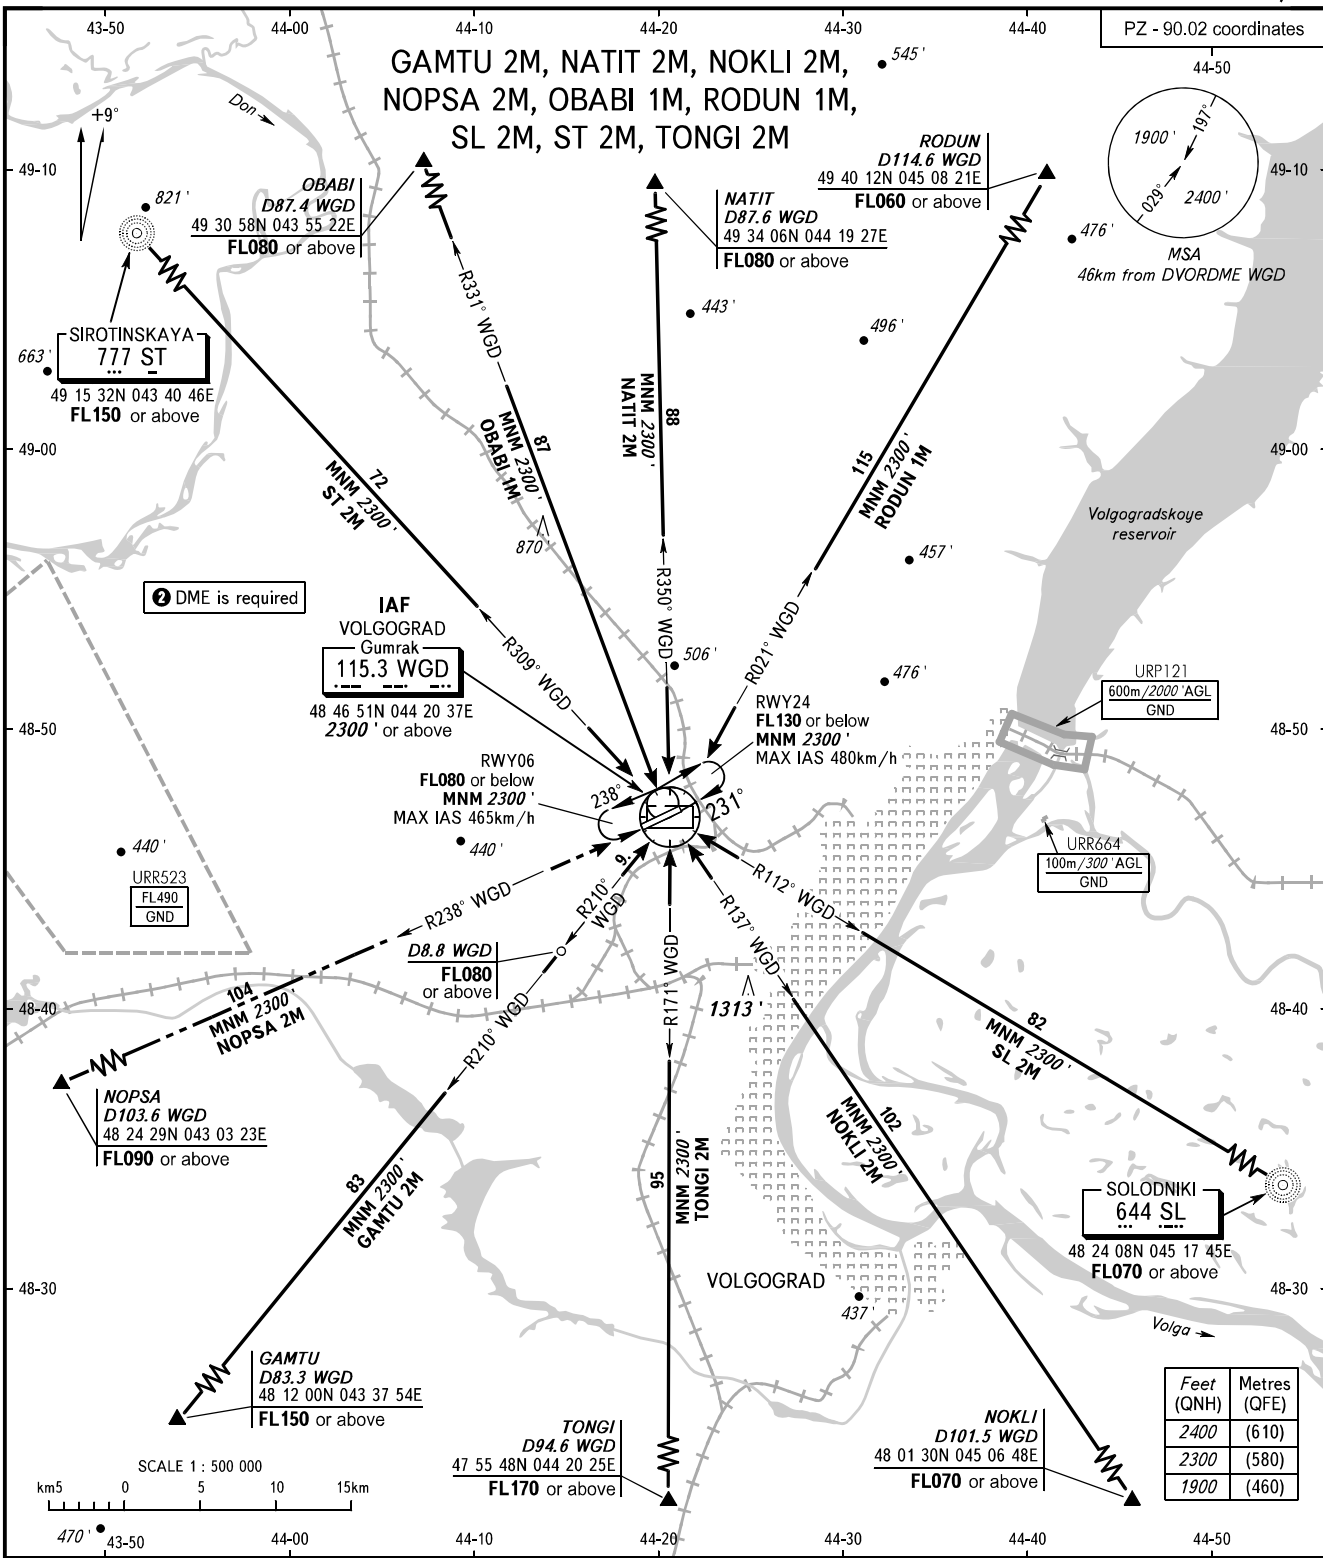 43-50
44-00
44-10
44-20
44-30
44-40
PZ - 90.02 coordinates
44-50
GAMTU 2M, NATIT 2M, NOKLI 2M,
NOPSA 2M, OBABI 1M, RODUN 1M,
SL 2M, ST 2M, TONGI 2M
545'
Don
+9°
1900'
197°
029°
2400'
MSA
46km from DVORDME WGD
49-10
49-10
821'
OBABI
D87.4 WGD
49 30 58N 043 55 22E
FL080 or above
NATIT
D87.6 WGD
49 34 06N 044 19 27E
FL080 or above
RODUN
D114.6 WGD
49 40 12N 045 08 21E
FL060 or above
476'
443'
496'
663'
SIROTINSKAYA
777 ST
49 15 32N 043 40 46E
FL150 or above
R331° WGD
87
MNM 2300'
OBABI 1M
88
MNM 2300'
NATIT 2M
115
MNM 2300'
RODUN 1M
49-00
49-00
72
MNM 2300'
ST 2M
870'
457'
Volgogradskoye
reservoir
2 DME is required
IAF
VOLGOGRAD
Gumrak
115.3 WGD
48 46 51N 044 20 37E
2300' or above
R309° WGD
R350° WGD
R021° WGD
506'
476'
URP121
600m/2000'AGL
GND
48-50
48-50
RWY24
FL130 or below
MNM 2300'
MAX IAS 480km/h
RWY06
FL080 or below
MNM 2300'
MAX IAS 465km/h
238°
231°
440'
440'
URR523
FL490
GND
URR664
100m/300'AGL
GND
9.
R238° WGD
R210°
WGD
R112° WGD
R137° WGD
R171° WGD
D8.8 WGD
FL080
or above
R210° WGD
1313'
48-40
48-40
104
MNM 2300'
NOPSA 2M
82
MNM 2300'
SL 2M
NOPSA
D103.6 WGD
48 24 29N 043 03 23E
FL090 or above
102
MNM 2300'
NOKLI 2M
83
MNM 2300'
GAMTU 2M
95
MNM 2300'
TONGI 2M
SOLODNIKI
644 SL
48 24 08N 045 17 45E
FL070 or above
VOLGOGRAD
437'
48-30
48-30
Volga
GAMTU
D83.3 WGD
48 12 00N 043 37 54E
FL150 or above
TONGI
D94.6 WGD
47 55 48N 044 20 25E
FL170 or above
NOKLI
D101.5 WGD
48 01 30N 045 06 48E
FL070 or above
Feet Metres
(QNH) (QFE)
2400 (610)
2300 (580)
1900 (460)
SCALE 1 : 500 000
km5 0 5 10 15km
470'
43-50
44-00
44-10
44-20
44-30
44-40
44-50